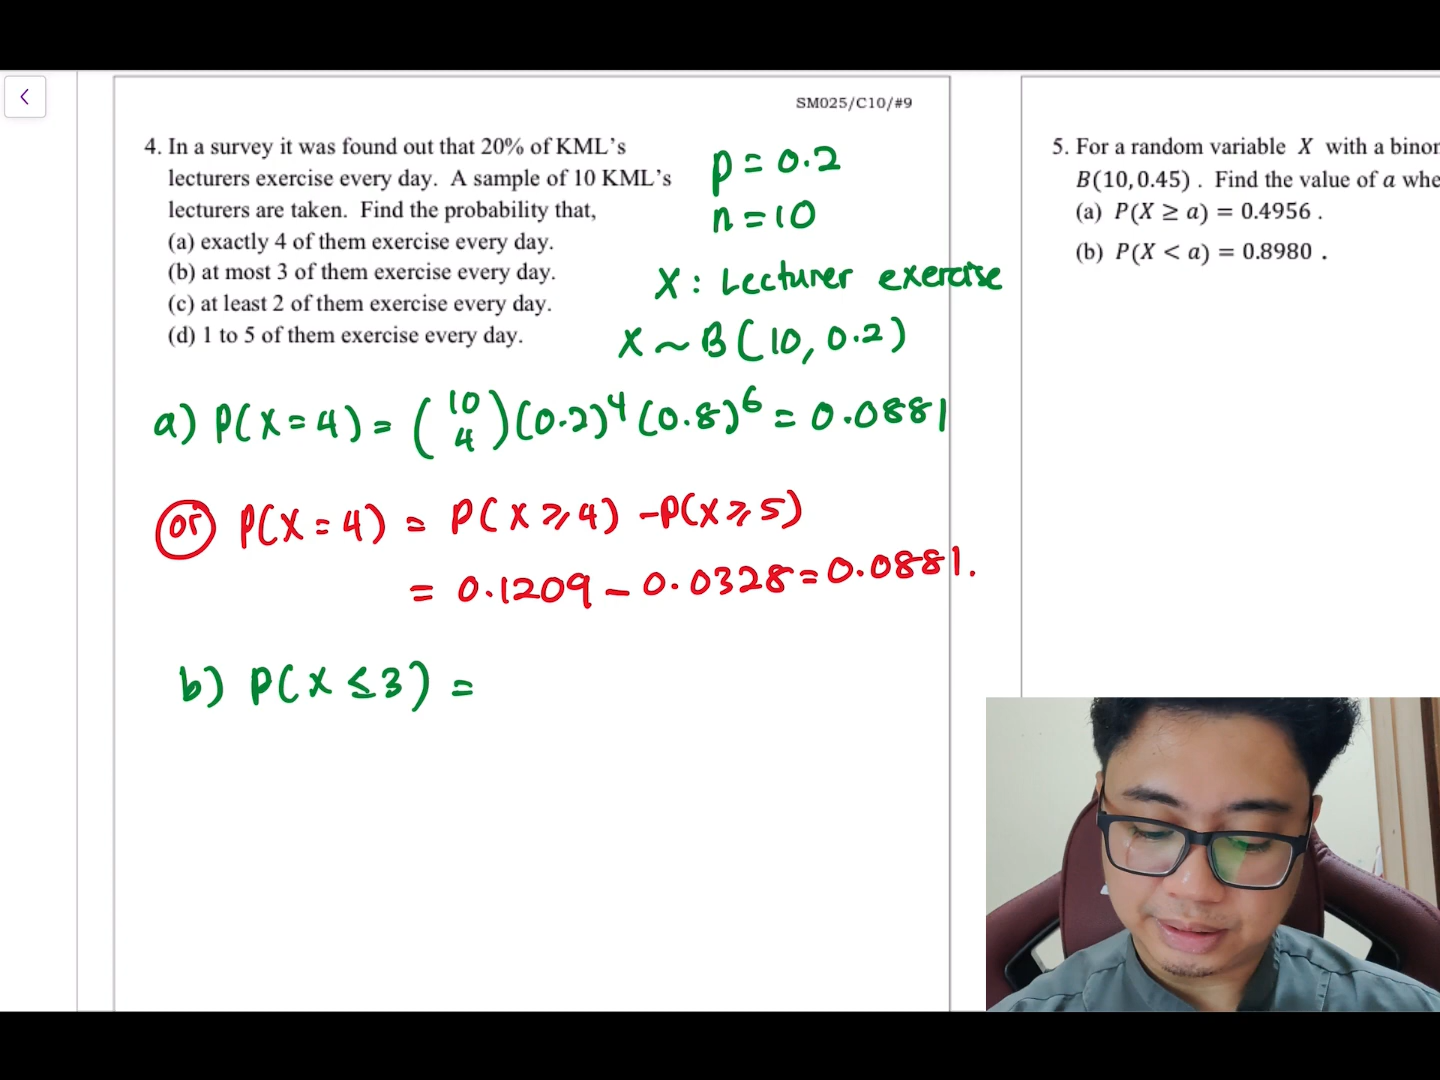 SM025/C10/#9
4. In a survey it was found out that 20% of KML's
lecturers exercise every day. A sample of 10 KML's
lecturers are taken. Find the probability that,
(a) exactly 4 of them exercise every day.
(b) at most 3 of them exercise every day.
(c) at least 2 of them exercise every day.
(d) 1 to 5 of them exercise every day.
p = 0.2
n = 10
X : Lecturer exercise
X ~ B(10, 0.2)
a) P(X = 4) = (10 4)(0.2)^4 (0.8)^6 = 0.0881
or P(X = 4) = P(X ≥ 4) - P(X ≥ 5)
= 0.1209 - 0.0328 = 0.0881.
b) P(X ≤ 3) =
5. For a random variable X with a binor
B(10, 0.45) . Find the value of a whe
(a) P(X ≥ a) = 0.4956 .
(b) P(X < a) = 0.8980 .